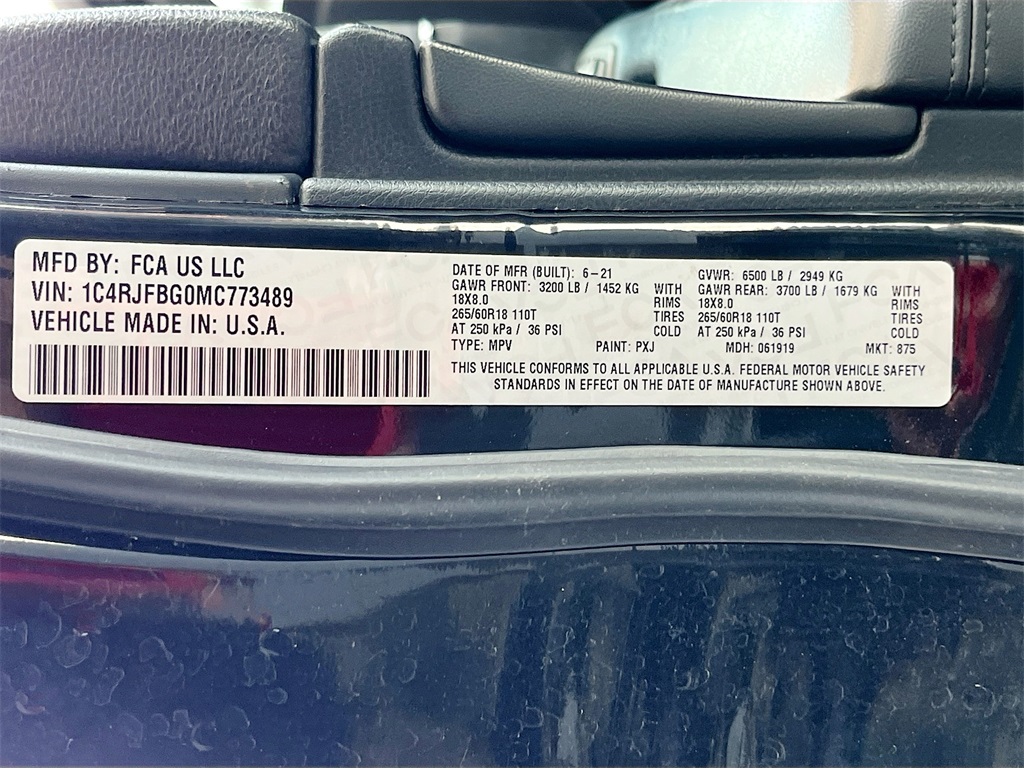 MFD BY: FCA US LLC
VIN: 1C4RJFBG0MC773489
VEHICLE MADE IN: U.S.A.
DATE OF MFR (BUILT): 6-21 GVWR: 6500 LB / 2949 KG
GAWR FRONT: 3200 LB / 1452 KG WITH GAWR REAR: 3700 LB / 1679 KG WITH
18X8.0 RIMS 18X8.0 RIMS
265/60R18 110T TIRES 265/60R18 110T TIRES
AT 250 kPa / 36 PSI COLD AT 250 kPa / 36 PSI COLD
TYPE: MPV PAINT: PXJ MDH: 061919 MKT: 875
THIS VEHICLE CONFORMS TO ALL APPLICABLE U.S.A. FEDERAL MOTOR VEHICLE SAFETY
STANDARDS IN EFFECT ON THE DATE OF MANUFACTURE SHOWN ABOVE.